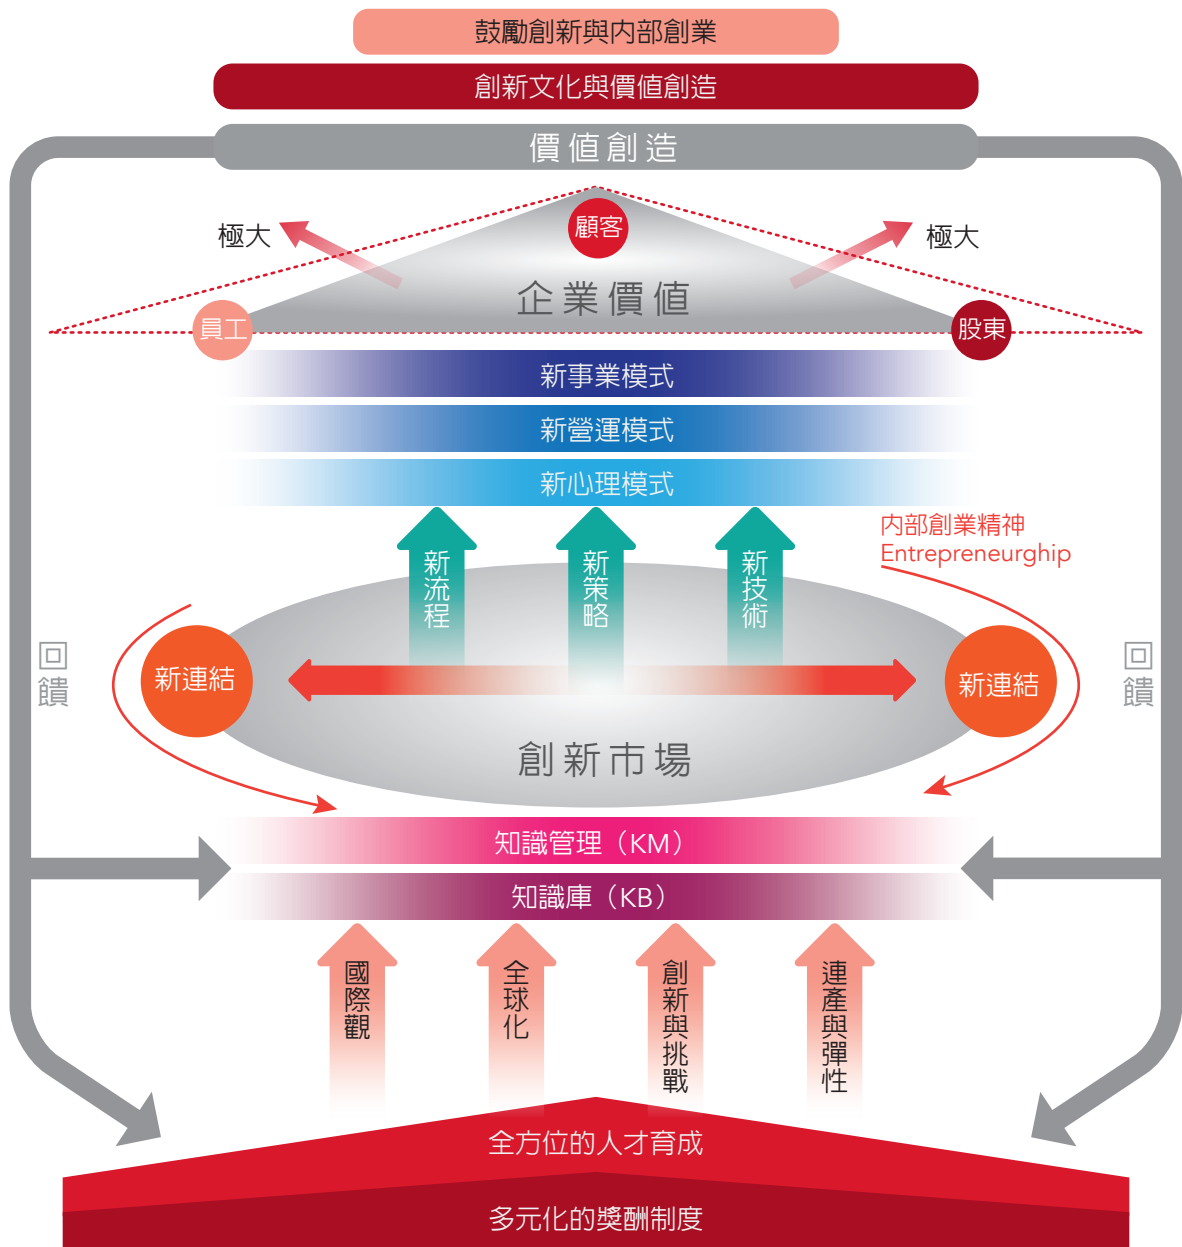 鼓勵創新與內部創業
創新文化與價值創造
價值創造
顧客
極大
極大
企業價值
員工
股東
新事業模式
新營運模式
新心理模式
內部創業精神
Entrepreneurghip
新流程
新策略
新技術
回饋
新連結
新連結
回饋
創新市場
知識管理（KM）
知識庫（KB）
國際觀
全球化
創新與挑戰
連產與彈性
全方位的人才育成
多元化的獎酬制度